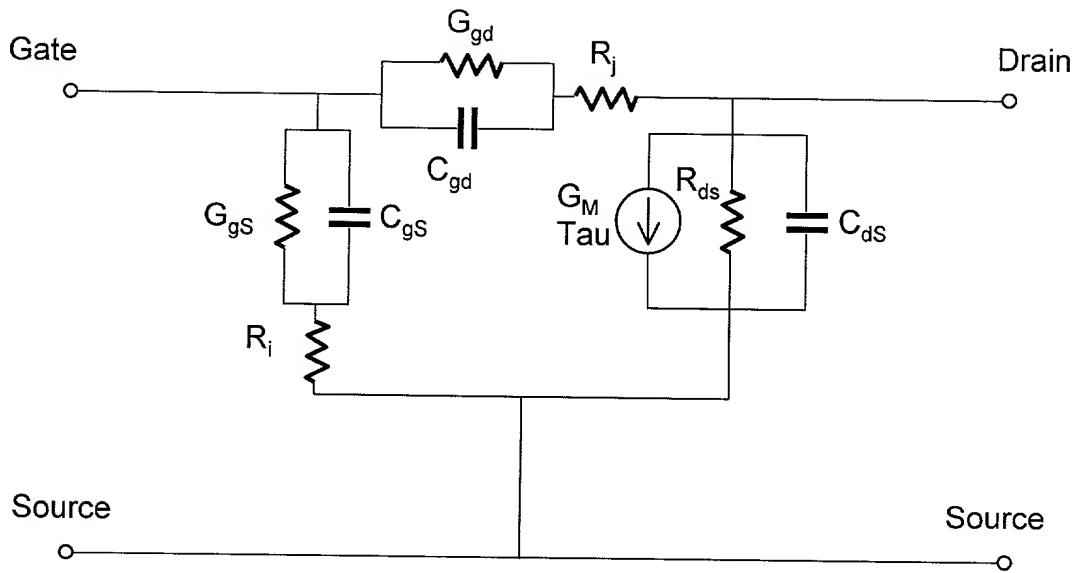 Gate
G_gd
R_j
Drain
C_gd
G_gS
C_gS
G_M
Tau
R_ds
C_dS
R_i
Source
Source